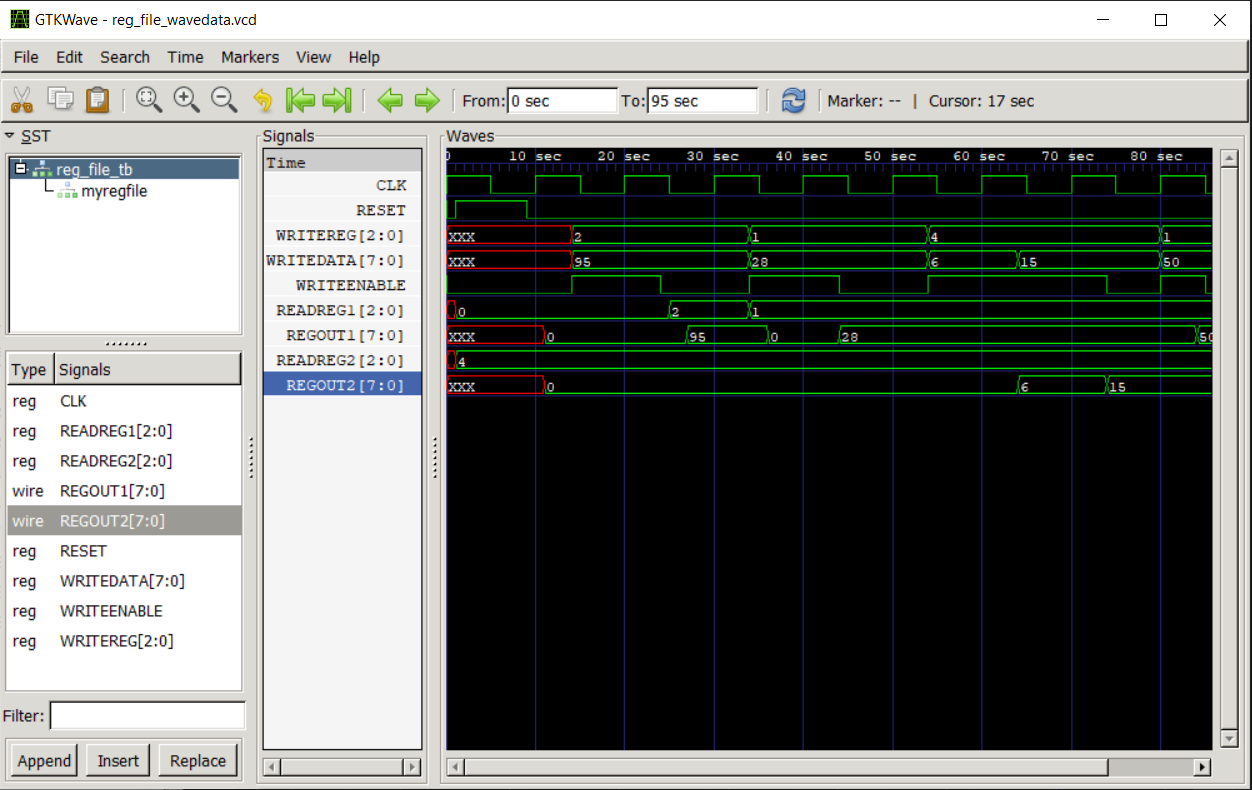 GTKWave - reg_file_wavedata.vcd
File Edit Search Time Markers View Help
From: 0 sec To: 95 sec Marker: -- | Cursor: 17 sec
SST
reg_file_tb
myregfile
Type Signals
reg CLK
reg READREG1[2:0]
reg READREG2[2:0]
wire REGOUT1[7:0]
wire REGOUT2[7:0]
reg RESET
reg WRITEDATA[7:0]
reg WRITEENABLE
reg WRITEREG[2:0]
Filter:
Append Insert Replace
Signals
Time
CLK
RESET
WRITEREG[2:0]
WRITEDATA[7:0]
WRITEENABLE
READREG1[2:0]
REGOUT1[7:0]
READREG2[2:0]
REGOUT2[7:0]
Waves
0 10 sec 20 sec 30 sec 40 sec 50 sec 60 sec 70 sec 80 sec
XXX 2 1 4 1
XXX 95 28 6 15 50
0 2 1
XXX 0 95 0 28 50
4
XXX 0 6 15